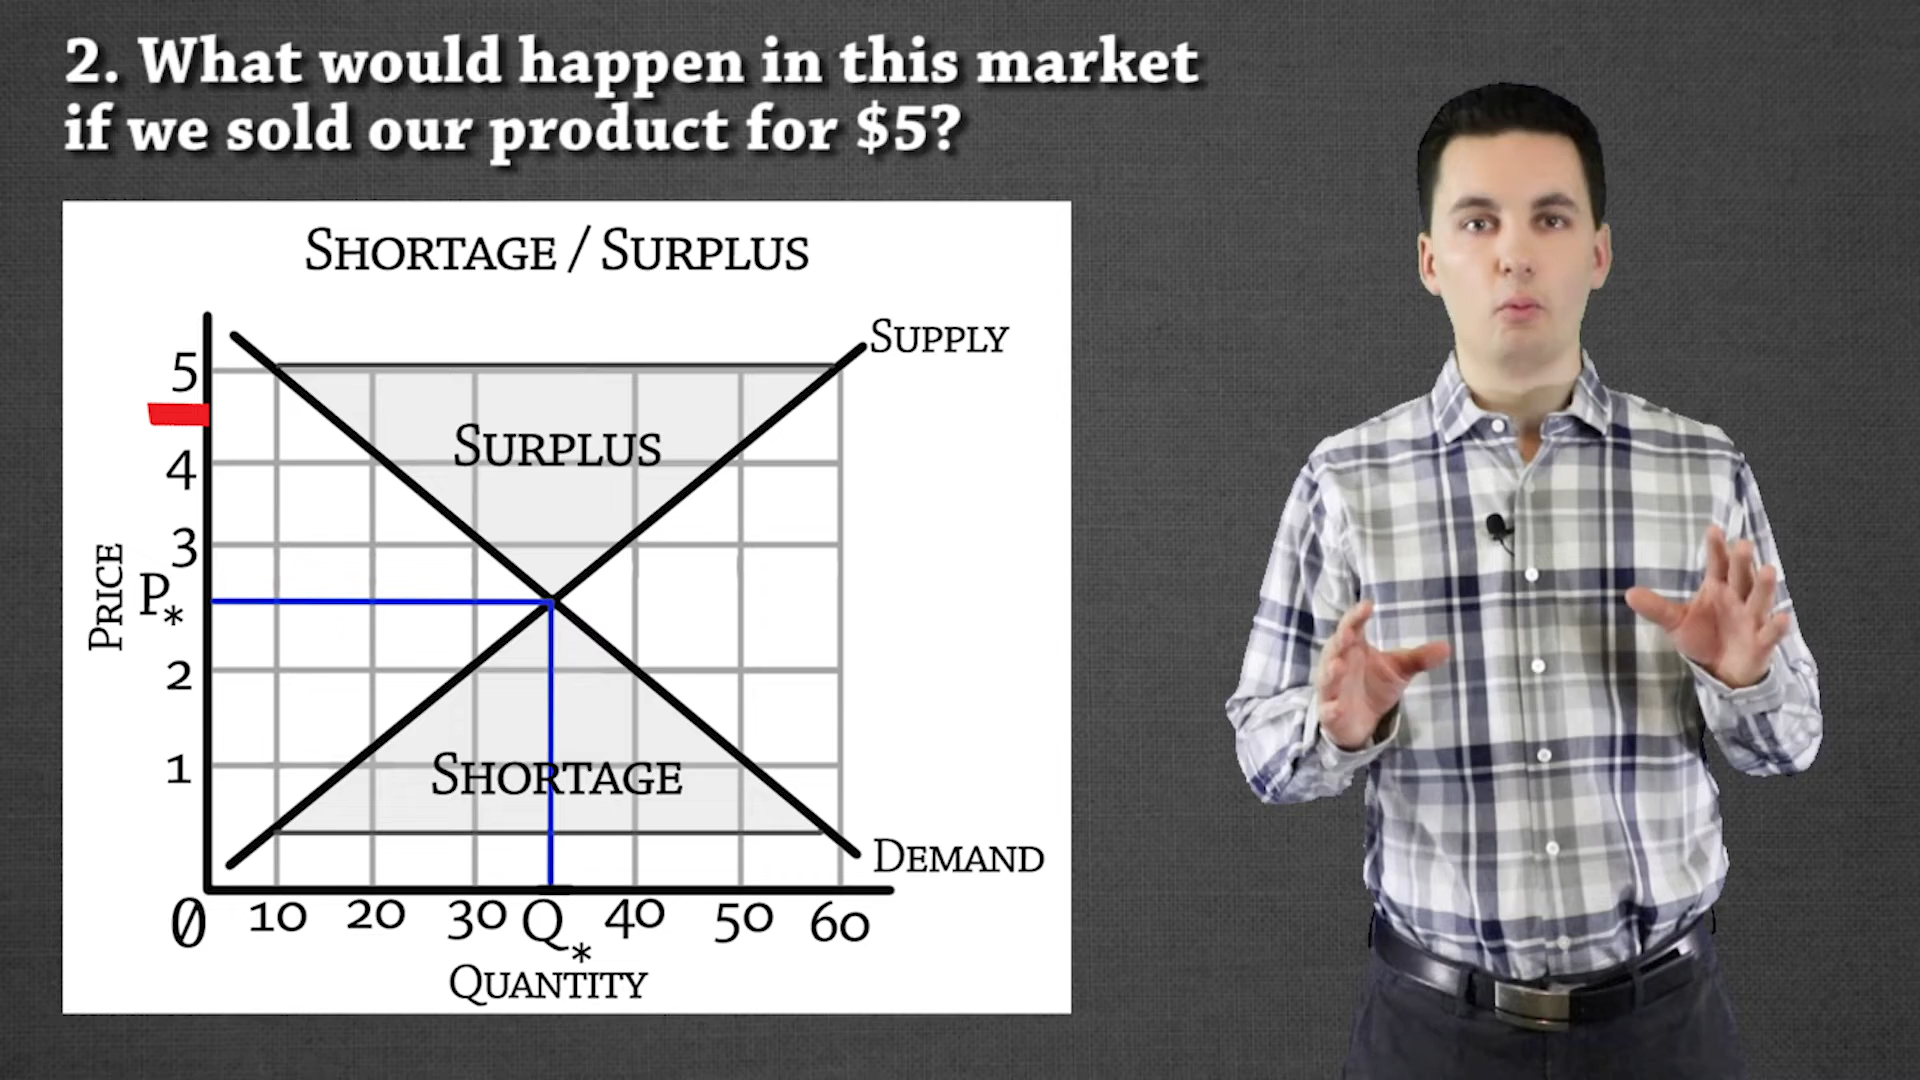 2. What would happen in this market
if we sold our product for $5?
Shortage / Surplus
Supply
5
Surplus
4
3
Price
P*
2
1
Shortage
Demand
0 10 20 30 Q* 40 50 60
Quantity